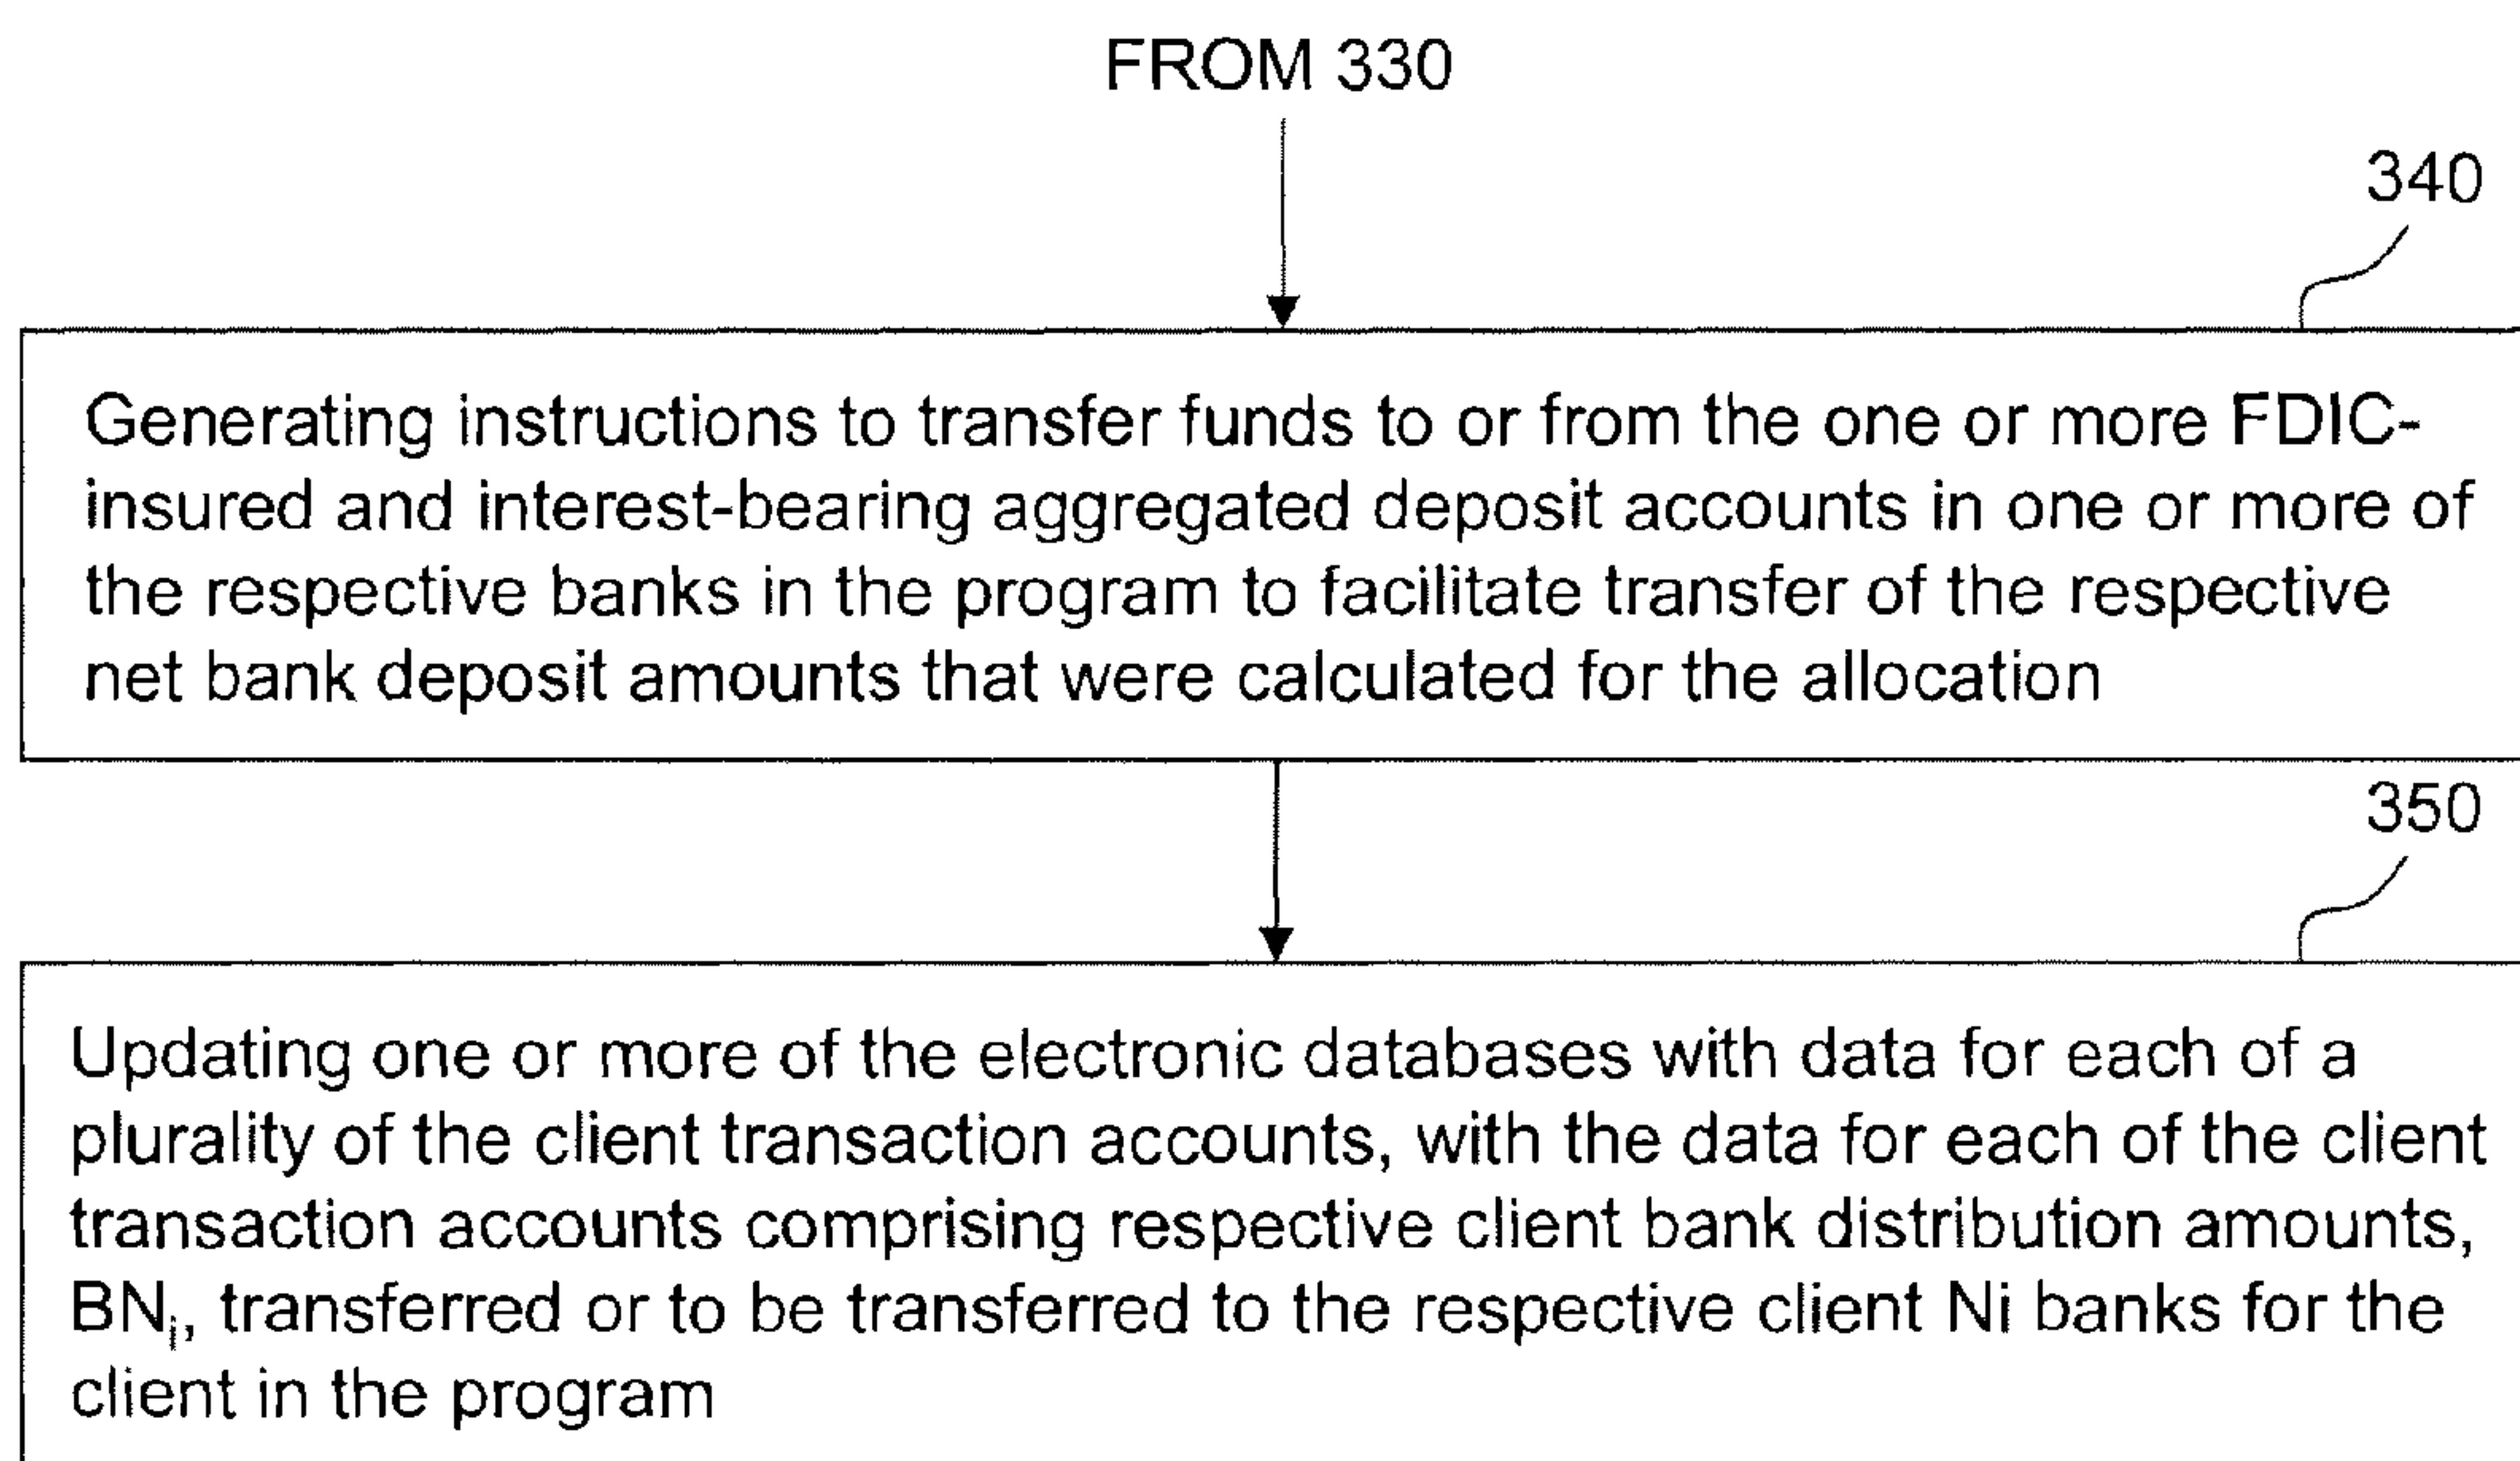 FROM 330
340
Generating instructions to transfer funds to or from the one or more FDIC-
insured and interest-bearing aggregated deposit accounts in one or more of
the respective banks in the program to facilitate transfer of the respective
net bank deposit amounts that were calculated for the allocation
350
Updating one or more of the electronic databases with data for each of a
plurality of the client transaction accounts, with the data for each of the client
transaction accounts comprising respective client bank distribution amounts,
BNᵢ, transferred or to be transferred to the respective client Ni banks for the
client in the program